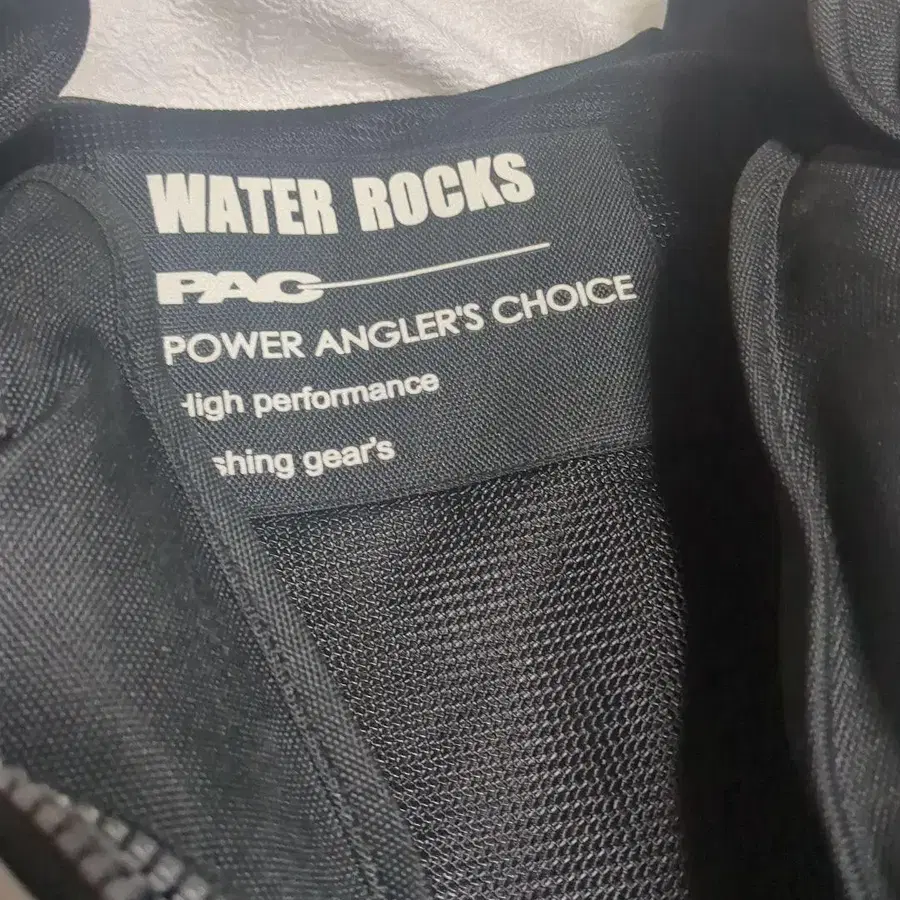 WATER ROCKS
PAC
POWER ANGLER'S CHOICE
High performance
shing gear's